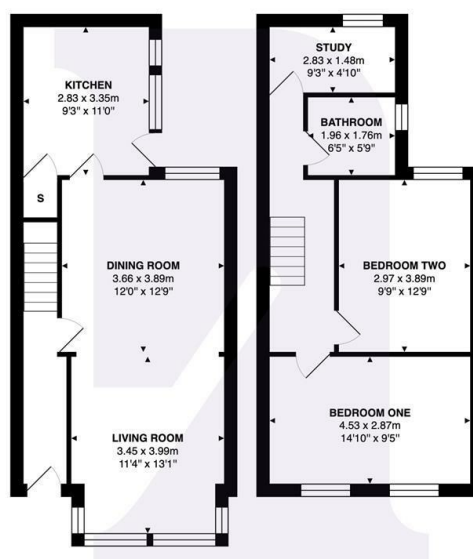 KITCHEN
2.83 x 3.35m
9'3" x 11'0"
S
DINING ROOM
3.66 x 3.89m
12'0" x 12'9"
LIVING ROOM
3.45 x 3.99m
11'4" x 13'1"
STUDY
2.83 x 1.48m
9'3" x 4'10"
BATHROOM
1.96 x 1.76m
6'5" x 5'9"
BEDROOM TWO
2.97 x 3.89m
9'9" x 12'9"
BEDROOM ONE
4.53 x 2.87m
14'10" x 9'5"